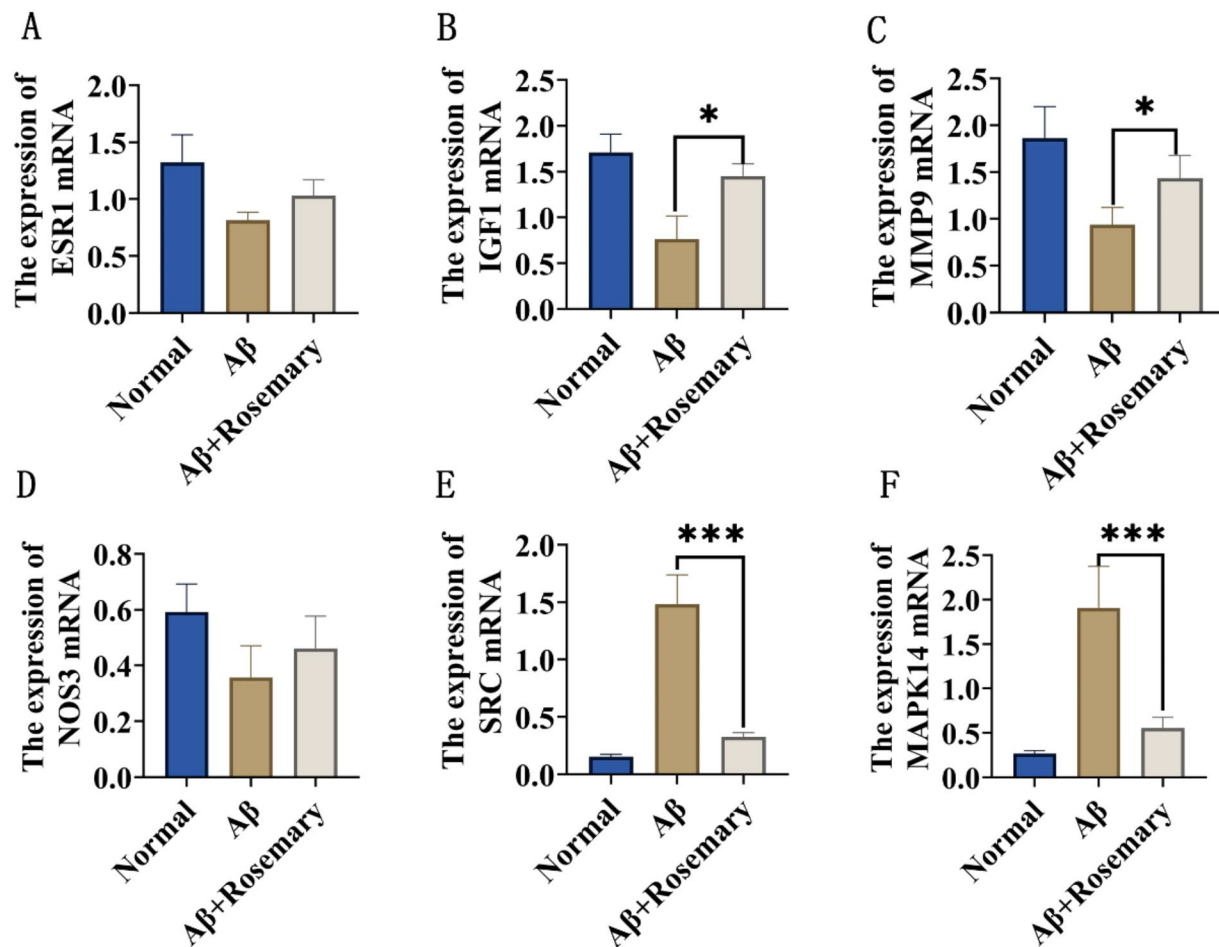 A
The expression of
ESR1 mRNA
2.0
1.5
1.0
0.5
0.0
Normal
Aβ
Aβ+Rosemary
B
The expression of
IGF1 mRNA
2.5
2.0
1.5
1.0
0.5
0.0
*
Normal
Aβ
Aβ+Rosemary
C
The expression of
MMP9 mRNA
2.5
2.0
1.5
1.0
0.5
0.0
*
Normal
Aβ
Aβ+Rosemary
D
The expression of
NOS3 mRNA
0.8
0.6
0.4
0.2
0.0
Normal
Aβ
Aβ+Rosemary
E
The expression of
SRC mRNA
2.0
1.5
1.0
0.5
0.0
***
Normal
Aβ
Aβ+Rosemary
F
The expression of
MAPK14 mRNA
2.5
2.0
1.5
1.0
0.5
0.0
***
Normal
Aβ
Aβ+Rosemary